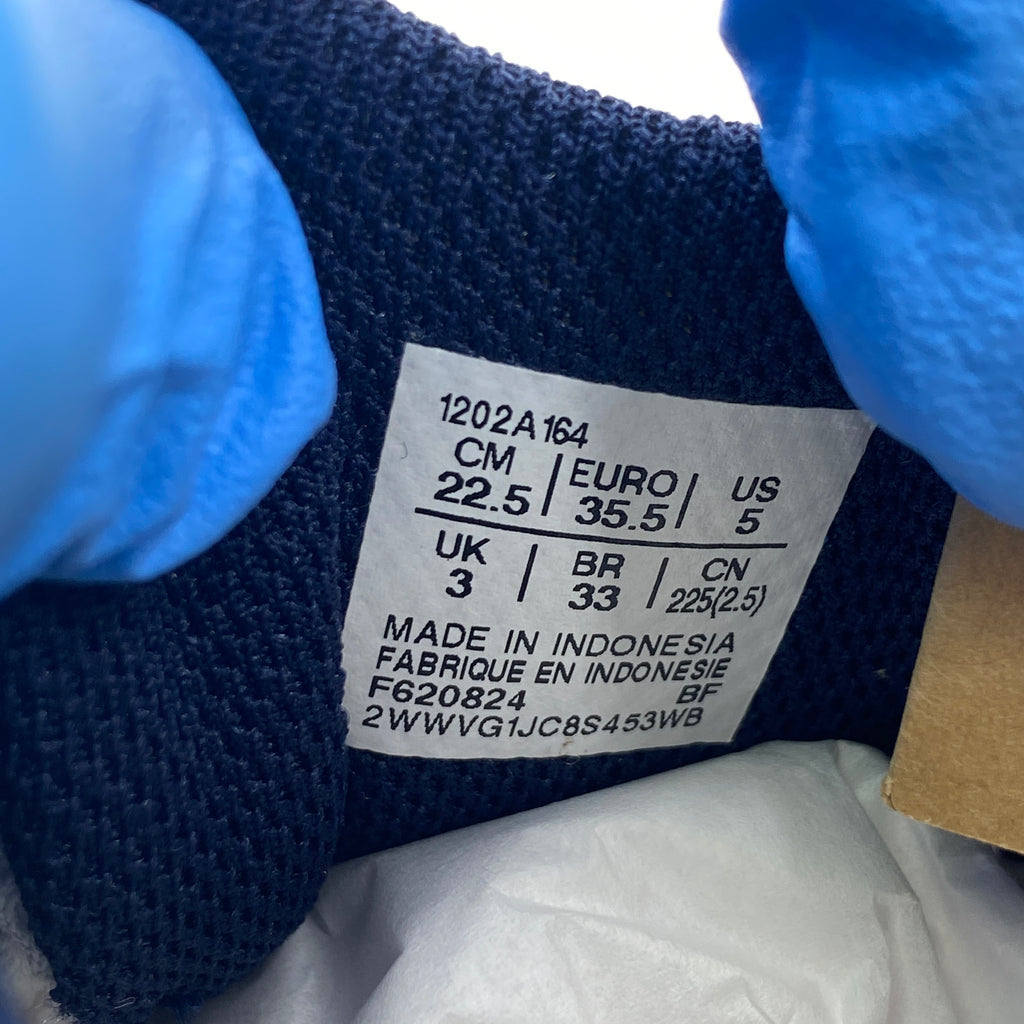 1202A164
CM | EURO | US
22.5 | 35.5 | 5
UK | BR | CN
3 | 33 | 225(2.5)
MADE IN INDONESIA
FABRIQUE EN INDONESIE
F620824 BF
2WWVG1JC8S453WB